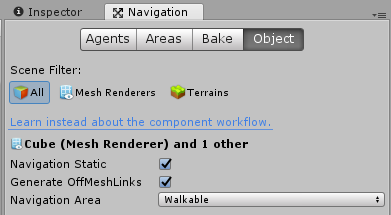 Inspector Navigation
Agents Areas Bake Object
Scene Filter:
All Mesh Renderers Terrains
Learn instead about the component workflow.
Cube (Mesh Renderer) and 1 other
Navigation Static
Generate OffMeshLinks
Navigation Area Walkable